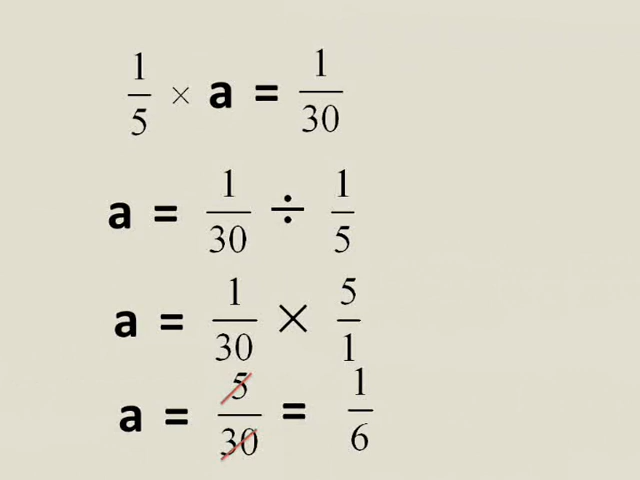 1/5 × a = 1/30
a = 1/30 ÷ 1/5
a = 1/30 × 5/1
a = 5/30 = 1/6